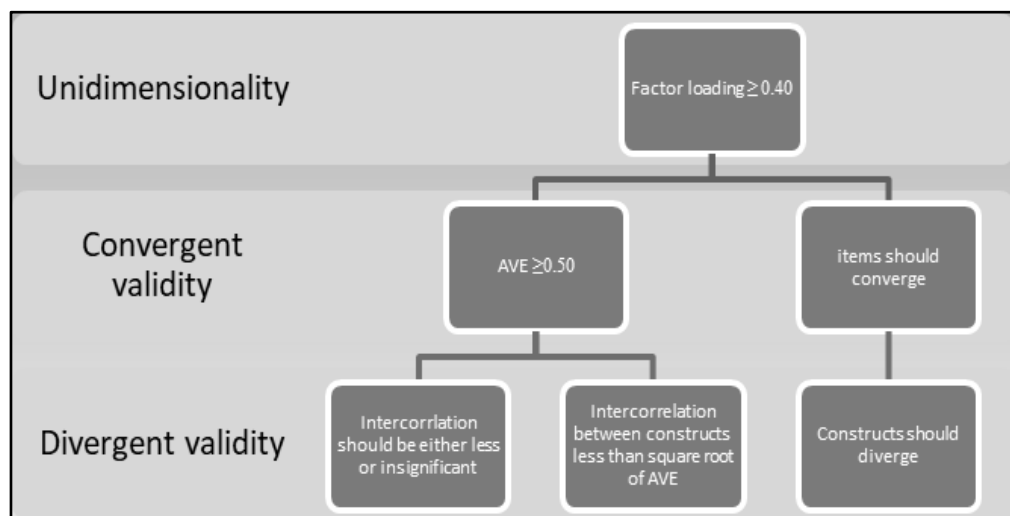 Unidimensionality
Factor loading ≥ 0.40
Convergent
validity
AVE ≥0.50
items should
converge
Divergent validity
Intercorrlation
should be either less
or insignificant
Intercorrelation
between constructs
less than square root
of AVE
Constructs should
diverge